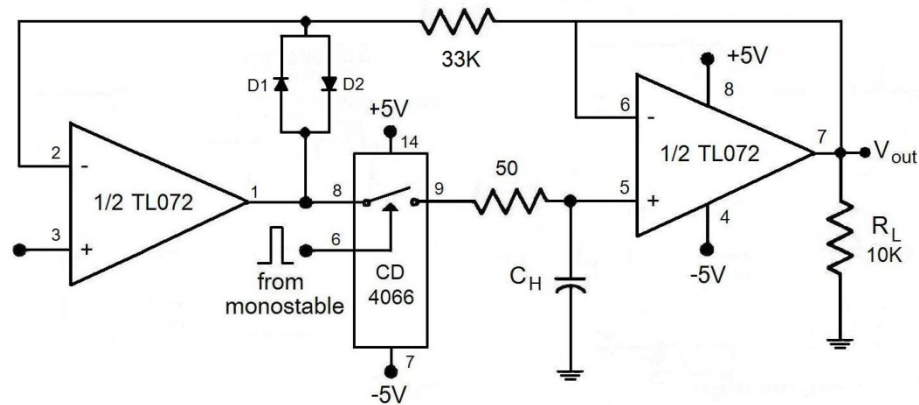 33K
D1
D2
+5V
+5V
8
6
-
7
1/2 TL072
V_out
5
+
4
-5V
2
-
1/2 TL072
1
3
+
14
8
9
50
6
from
monostable
CD
4066
7
-5V
C_H
R_L
10K